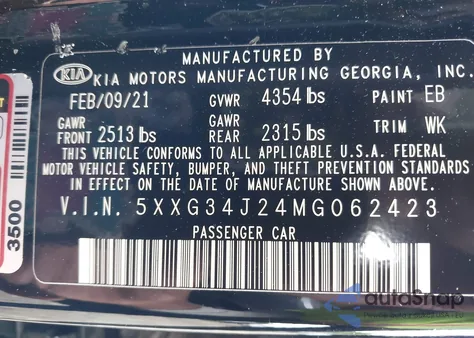 MANUFACTURED BY
KIA KIA MOTORS MANUFACTURING GEORGIA, INC.
FEB/09/21 GVWR 4354 lbs PAINT EB
GAWR FRONT 2513 lbs GAWR REAR 2315 lbs TRIM WK
THIS VEHICLE CONFORMS TO ALL APPLICABLE U.S.A. FEDERAL
MOTOR VEHICLE SAFETY, BUMPER, AND THEFT PREVENTION STANDARDS
IN EFFECT ON THE DATE OF MANUFACTURE SHOWN ABOVE.
V.I.N. 5XXG34J24MG062423
PASSENGER CAR
3500
autoSnap